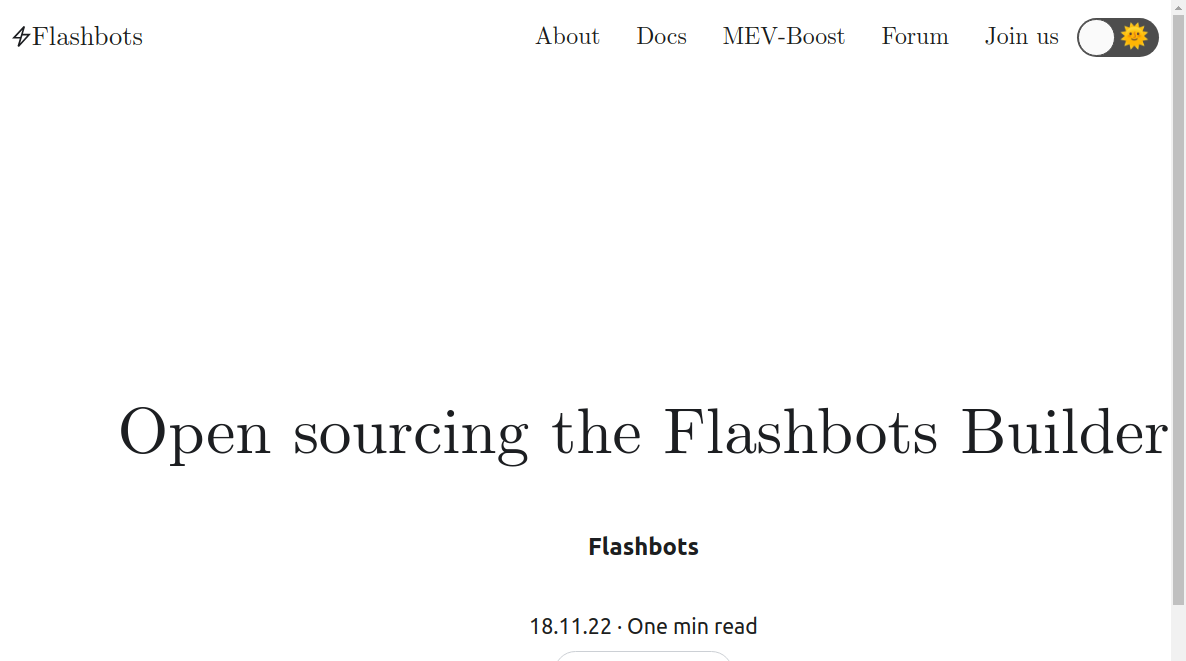 Flashbots
About Docs MEV-Boost Forum Join us
Open sourcing the Flashbots Builder
Flashbots
18.11.22 · One min read